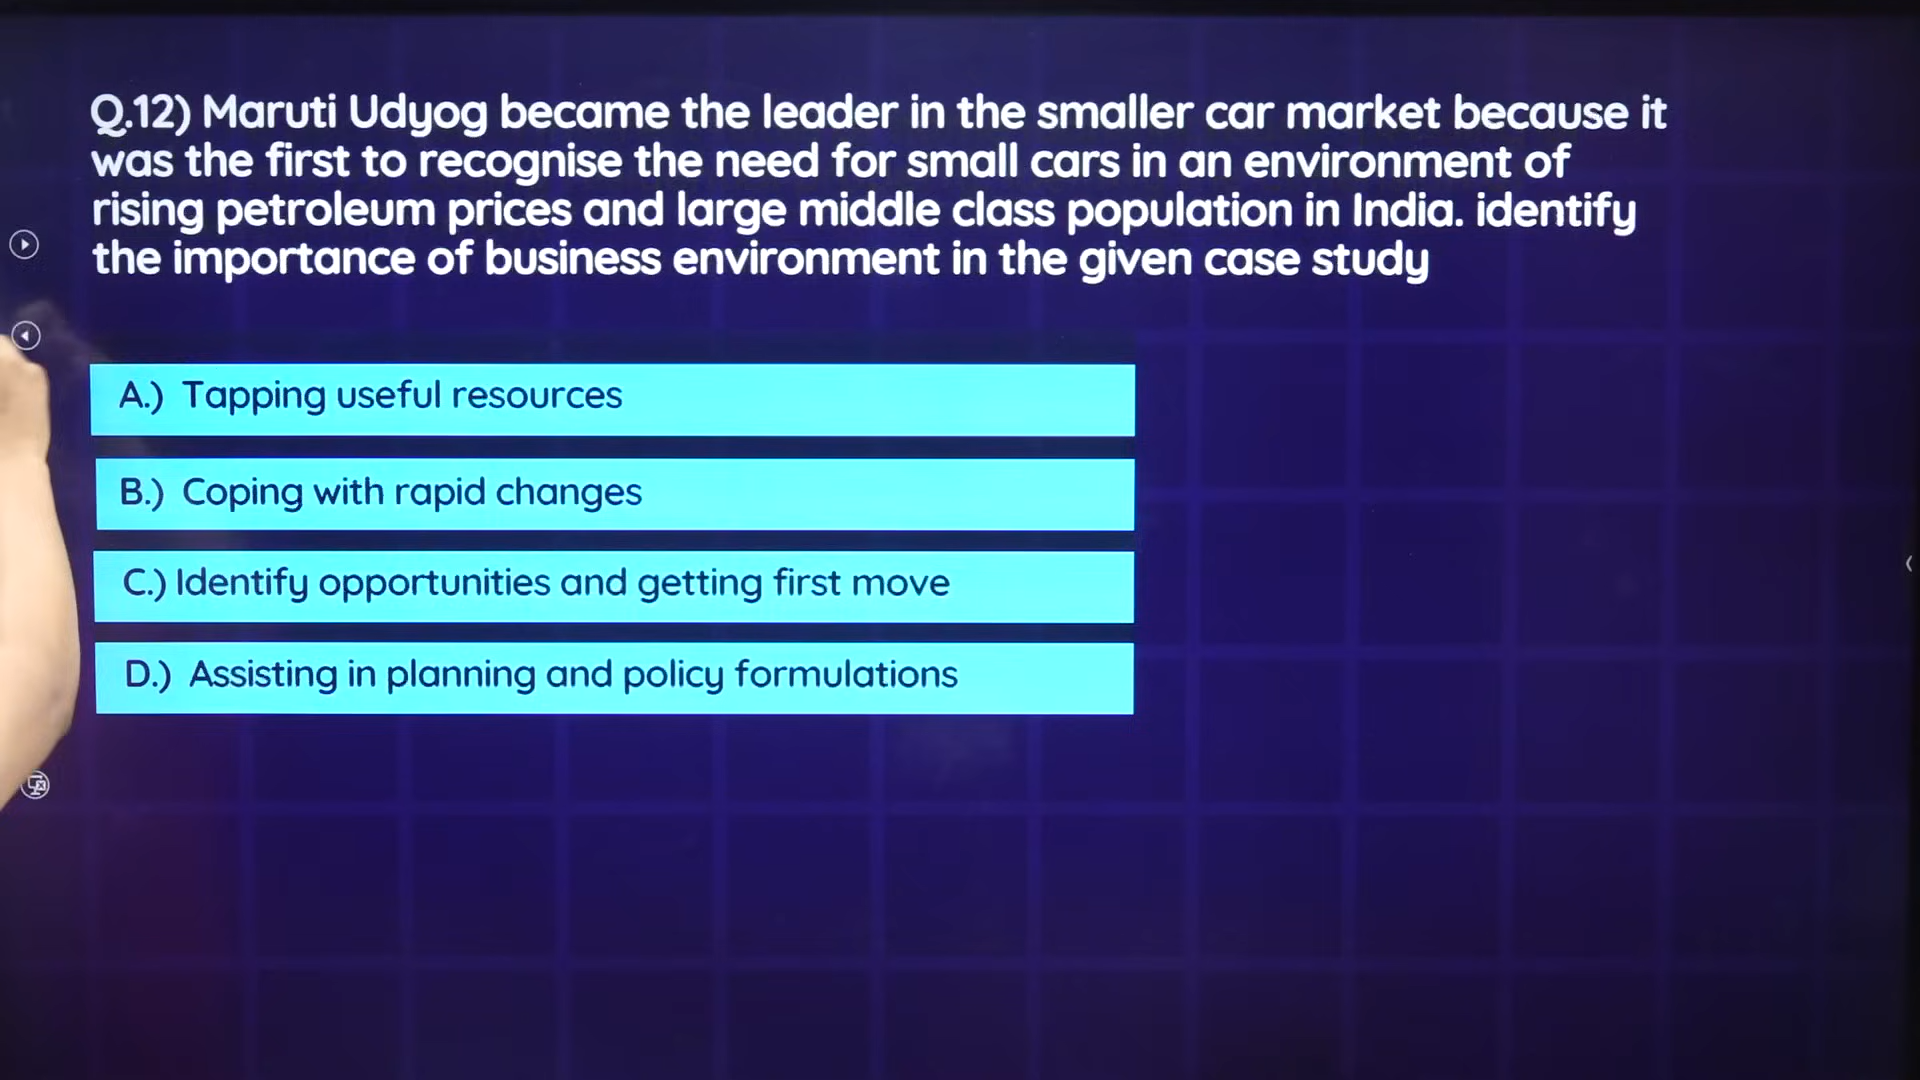 Q.12) Maruti Udyog became the leader in the smaller car market because it
was the first to recognise the need for small cars in an environment of
rising petroleum prices and large middle class population in India. identify
the importance of business environment in the given case study
A.) Tapping useful resources
B.) Coping with rapid changes
C.) Identify opportunities and getting first move
D.) Assisting in planning and policy formulations